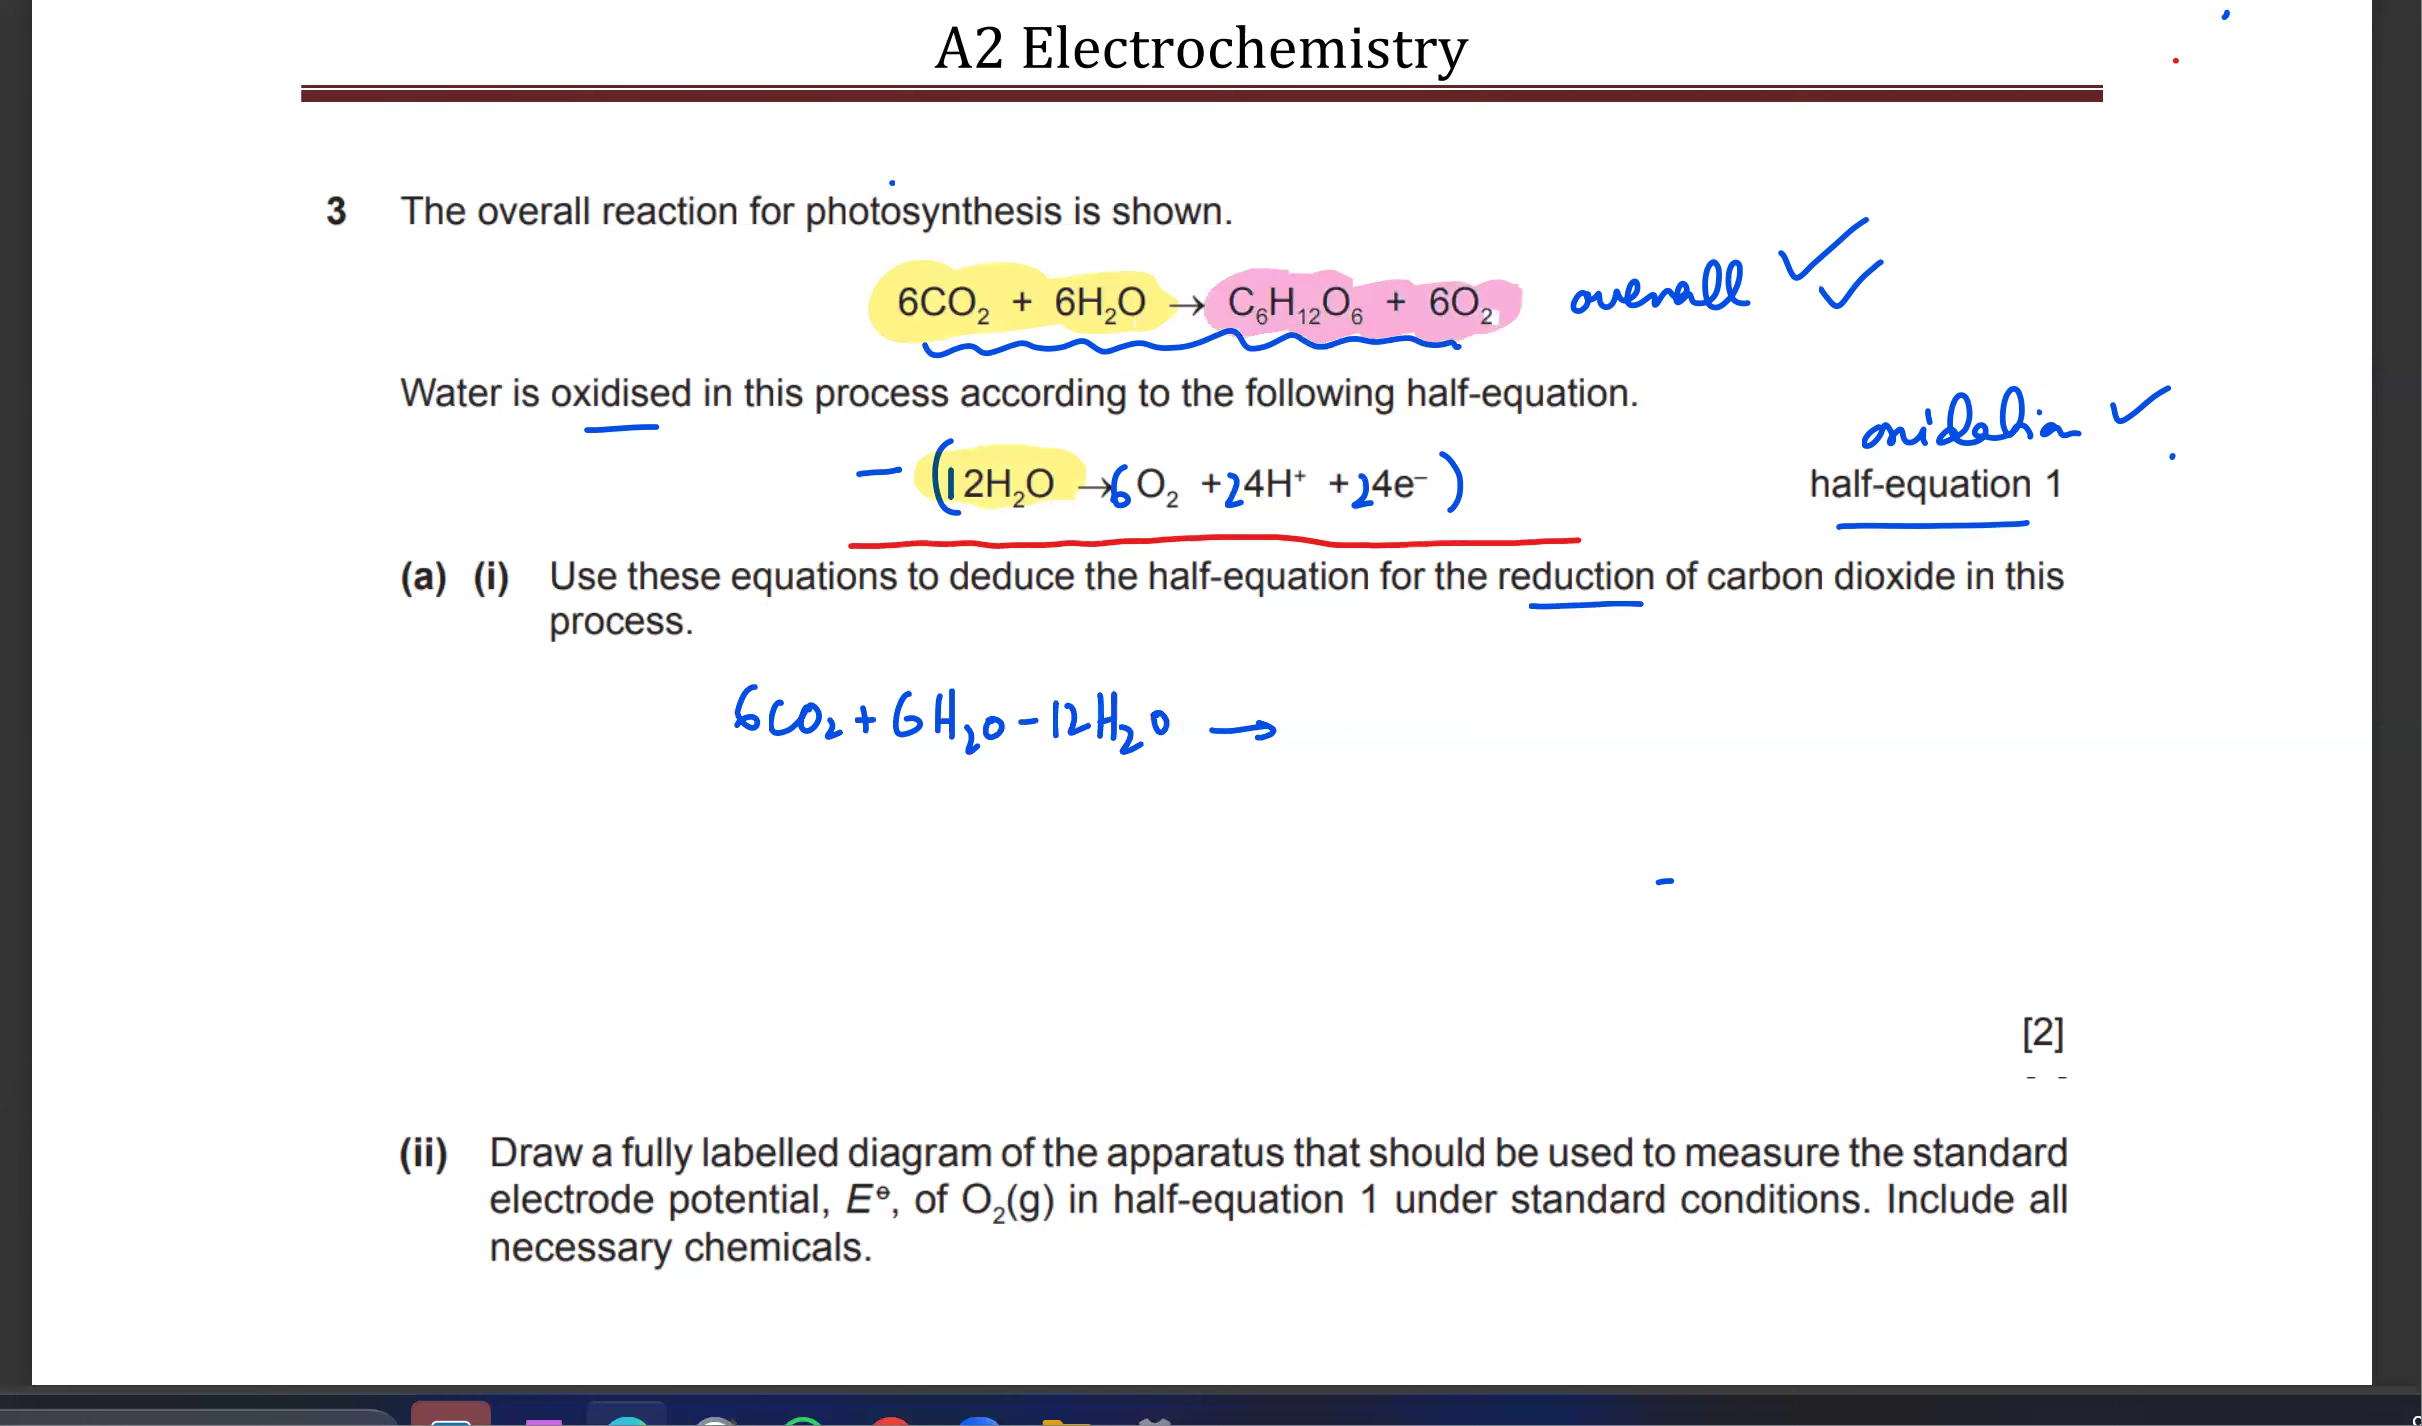 A2 Electrochemistry
3 The overall reaction for photosynthesis is shown.
6CO₂ + 6H₂O → C₆H₁₂O₆ + 6O₂ overall ✓✓
Water is oxidised in this process according to the following half-equation.
oxidation ✓
– (12H₂O → 6O₂ + 24H⁺ + 24e⁻) half-equation 1
(a) (i) Use these equations to deduce the half-equation for the reduction of carbon dioxide in this
process.
6CO₂ + 6H₂O – 12H₂O →
[2]
(ii) Draw a fully labelled diagram of the apparatus that should be used to measure the standard
electrode potential, E⦵, of O₂(g) in half-equation 1 under standard conditions. Include all
necessary chemicals.